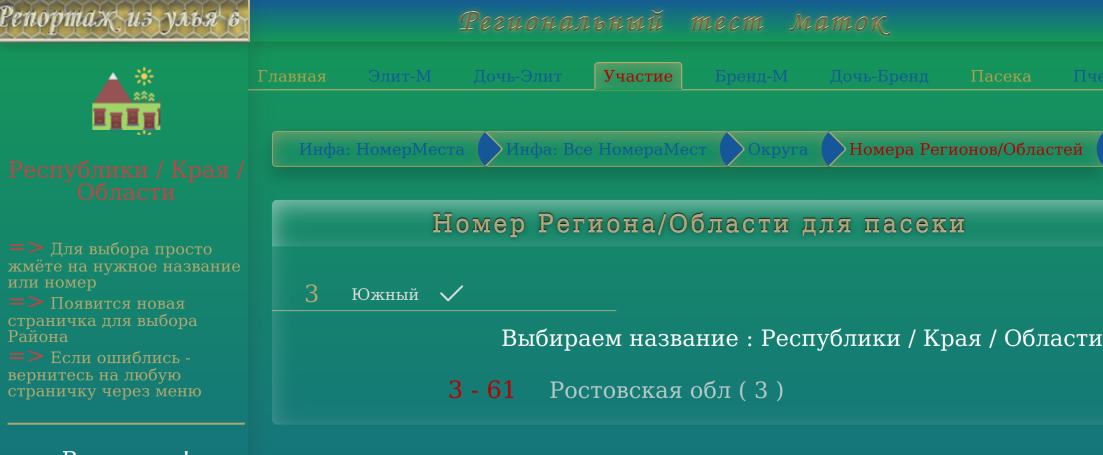 Репортаж из улья в
Региональный тест маток
Главная Элит-М Дочь-Элит Участие Бренд-М Дочь-Бренд Пасека
Инфа: НомерМеста Инфа: Все НомераМест Округа Номера Регионов/Областей
Республики / Края /
Области
Номер Региона/Области для пасеки
=> Для выбора просто
жмёте на нужное название
или номер
=> Появится новая
страничка для выбора
Района
=> Если ошиблись -
вернитесь на любую
страничку через меню
3 Южный
Выбираем название : Республики / Края / Области
3 - 61 Ростовская обл ( 3 )